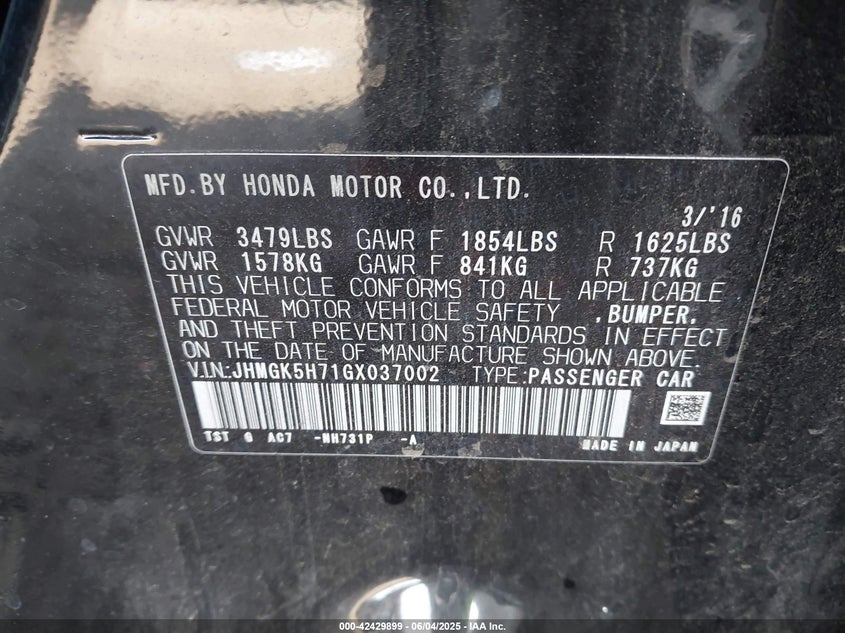 MFD.BY HONDA MOTOR CO.,LTD.
3/'16
GVWR 3479LBS GAWR F 1854LBS R 1625LBS
GVWR 1578KG GAWR F 841KG R 737KG
THIS VEHICLE CONFORMS TO ALL APPLICABLE
FEDERAL MOTOR VEHICLE SAFETY ,BUMPER,
AND THEFT PREVENTION STANDARDS IN EFFECT
ON THE DATE OF MANUFACTURE SHOWN ABOVE.
V.I.N.:JHMGK5H71GX037002 TYPE:PASSENGER CAR
TST G AC7 -NH731P -A MADE IN JAPAN
000-42429899 - 06/04/2025 - IAA Inc.